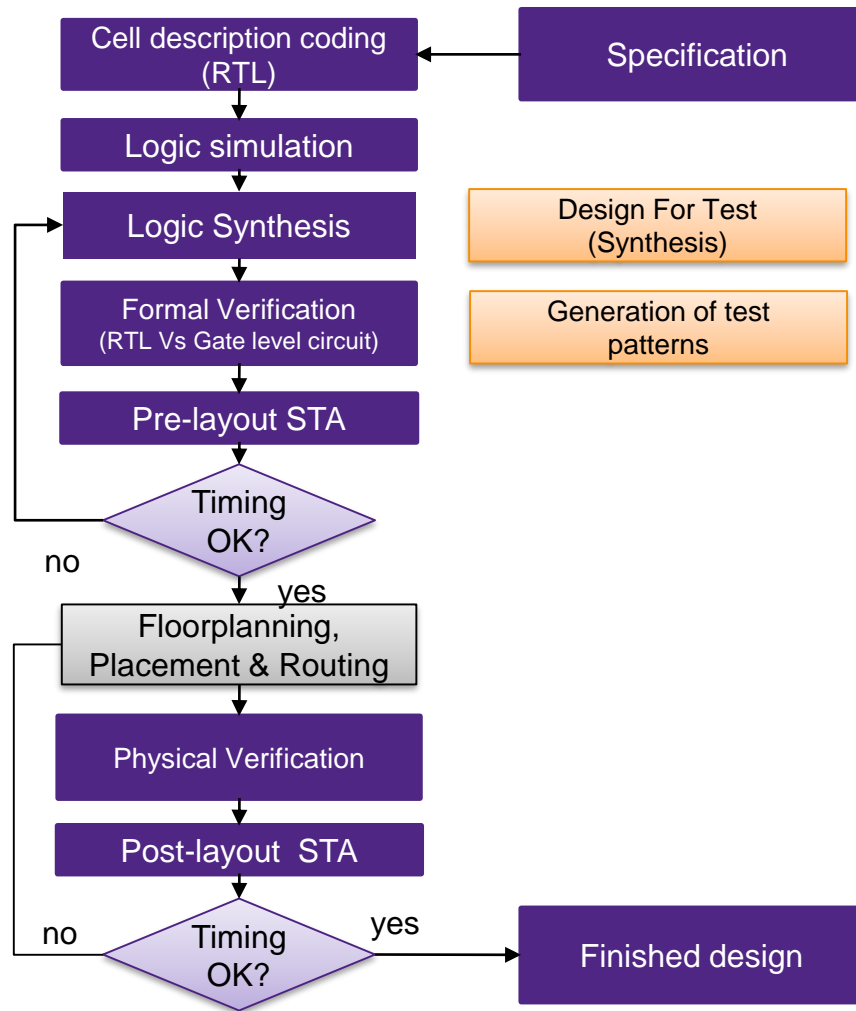 Cell description coding
(RTL)
Specification
Logic simulation
Logic Synthesis
Design For Test
(Synthesis)
Formal Verification
(RTL Vs Gate level circuit)
Generation of test
patterns
Pre-layout STA
Timing
OK?
no
yes
Floorplanning,
Placement & Routing
Physical Verification
Post-layout STA
Timing
OK?
no
yes
Finished design